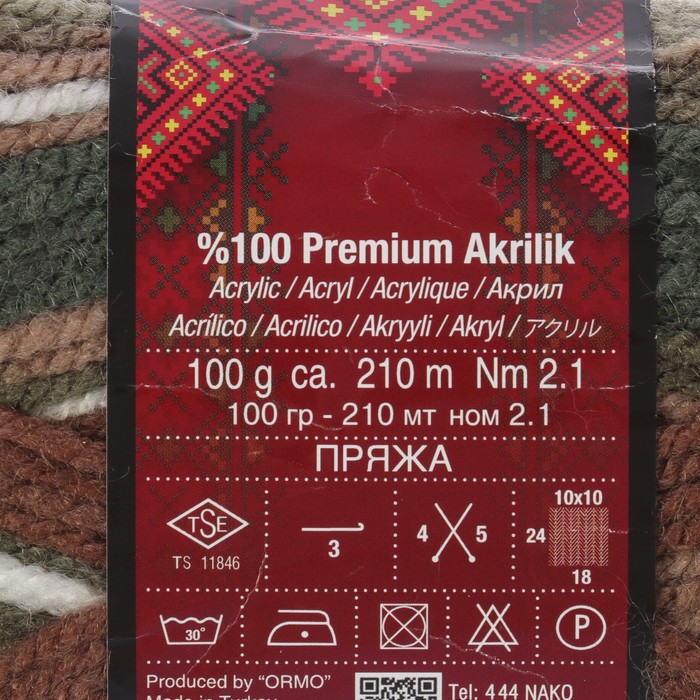 %100 Premium Akrilik
Acrylic / Acryl / Acrylique / Акрил
Acrílico / Acrilico / Akryyli / Akryl / アクリル
100 g ca. 210 m Nm 2.1
100 гр - 210 мт ном 2.1
ПРЯЖА
TSE
TS 11846
3
4 5
10x10
24
18
30°
P
Produced by “ORMO”
Made in Turkey
Tel: 444 NAKO